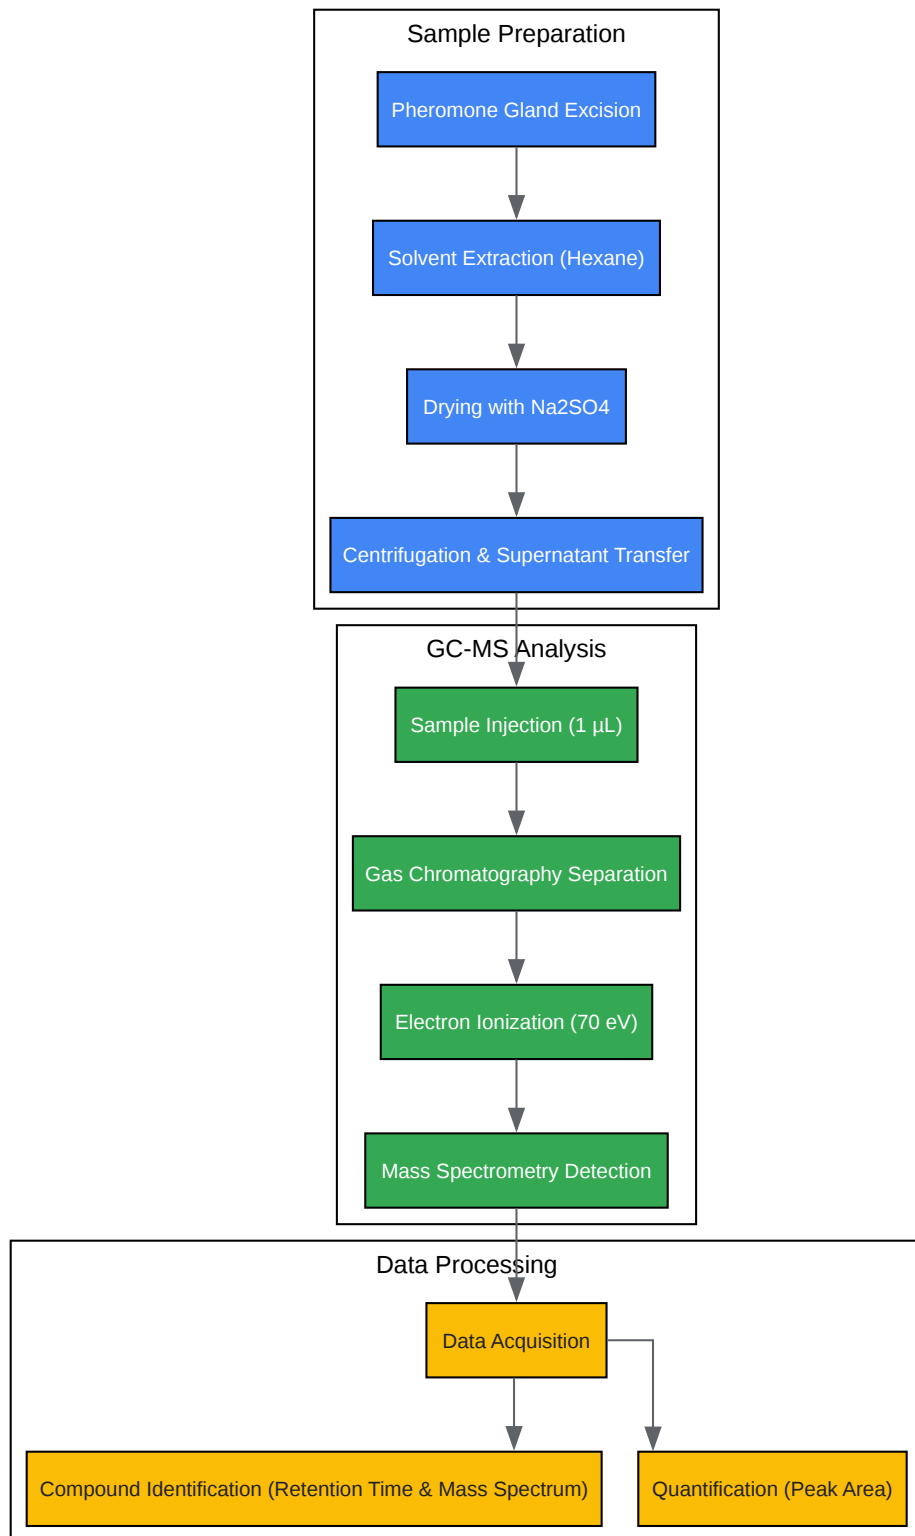 Sample Preparation
Pheromone Gland Excision
Solvent Extraction (Hexane)
Drying with Na2SO4
Centrifugation & Supernatant Transfer
GC-MS Analysis
Sample Injection (1 µL)
Gas Chromatography Separation
Electron Ionization (70 eV)
Mass Spectrometry Detection
Data Processing
Data Acquisition
Compound Identification (Retention Time & Mass Spectrum)
Quantification (Peak Area)